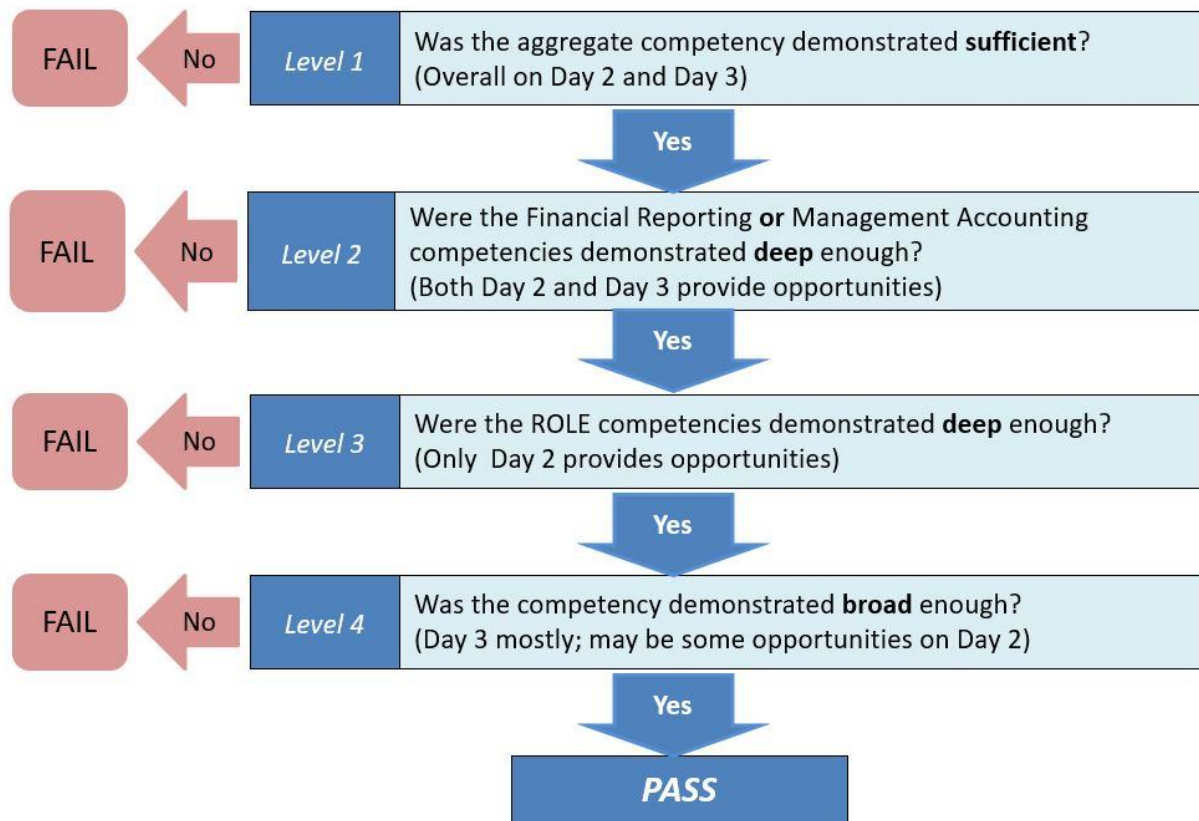 FAIL
No
Level 1
Was the aggregate competency demonstrated sufficient?
(Overall on Day 2 and Day 3)
Yes
FAIL
No
Level 2
Were the Financial Reporting or Management Accounting
competencies demonstrated deep enough?
(Both Day 2 and Day 3 provide opportunities)
Yes
FAIL
No
Level 3
Were the ROLE competencies demonstrated deep enough?
(Only Day 2 provides opportunities)
Yes
FAIL
No
Level 4
Was the competency demonstrated broad enough?
(Day 3 mostly; may be some opportunities on Day 2)
Yes
PASS